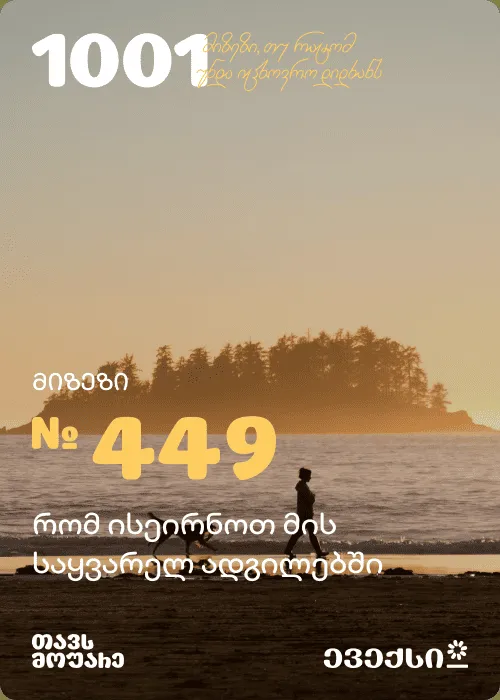 1001 მიზეზი, თუ რატომ
უნდა იცხოვრო დიდხანს
მიზეზი
№ 449
რომ ისეირნოთ მის
საყვარელ ადგილებში
თავს
მოუარე
ევექსი